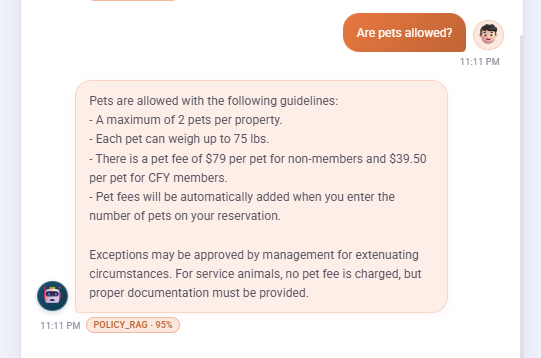 Are pets allowed?
11:11 PM
Pets are allowed with the following guidelines:
- A maximum of 2 pets per property.
- Each pet can weigh up to 75 lbs.
- There is a pet fee of $79 per pet for non-members and $39.50
per pet for CFY members.
- Pet fees will be automatically added when you enter the
number of pets on your reservation.
Exceptions may be approved by management for extenuating
circumstances. For service animals, no pet fee is charged, but
proper documentation must be provided.
11:11 PM POLICY_RAG · 95%